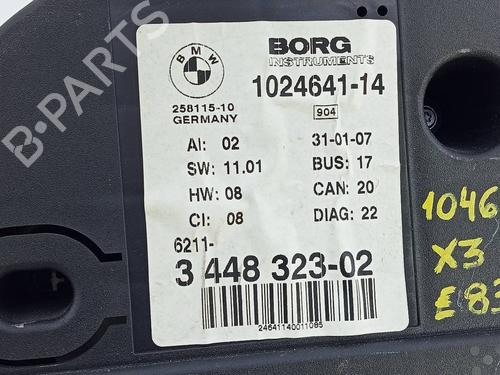 BMW
BORG
INSTRUMENTS
1024641-14
258115-10
GERMANY
904
AI: 02
31-01-07
SW: 11.01
BUS: 17
HW: 08
CAN: 20
CI: 08
DIAG: 22
6211-
3 448 323-02
24641140011085
1046
X3
E83
B-PARTS